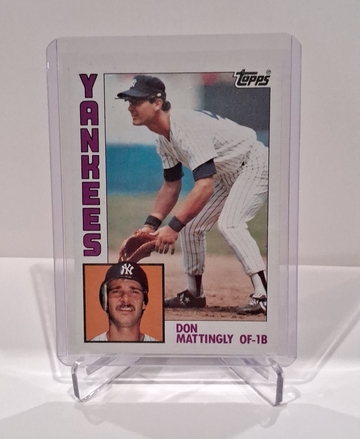 YANKEES
Topps
NY
DON
MATTINGLY OF-1B